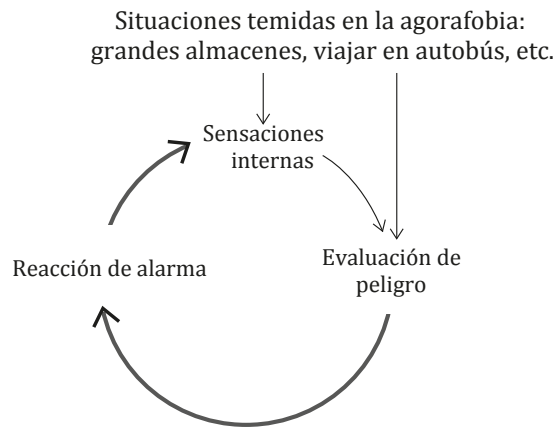 Situaciones temidas en la agorafobia:
grandes almacenes, viajar en autobús, etc.
Sensaciones
internas
Reacción de alarma
Evaluación de
peligro